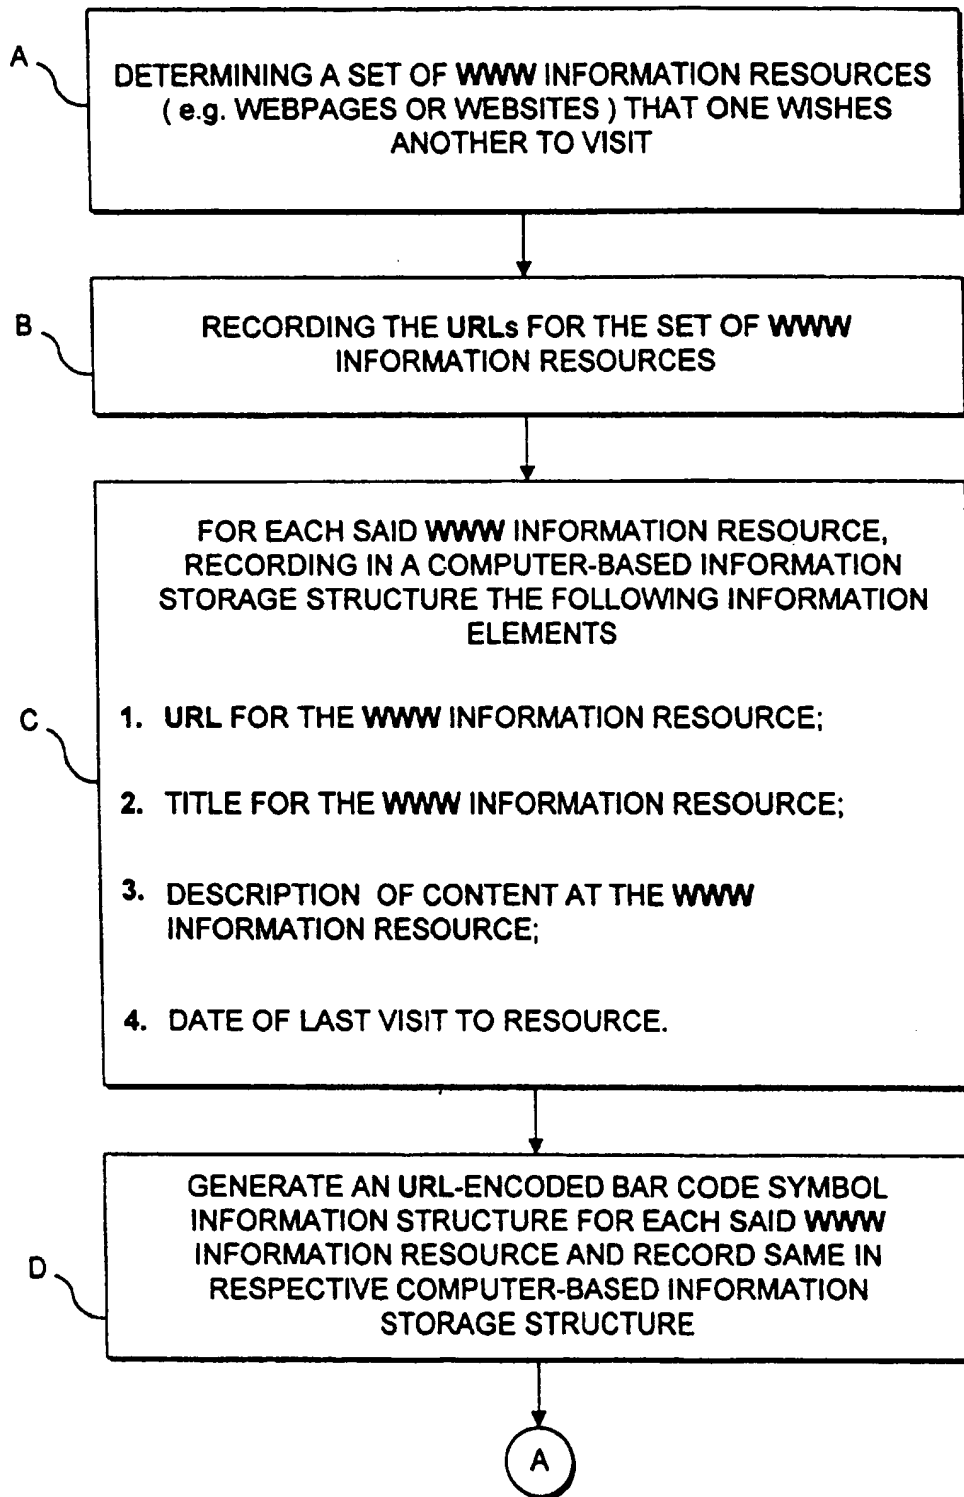 A
DETERMINING A SET OF WWW INFORMATION RESOURCES
( e.g. WEBPAGES OR WEBSITES ) THAT ONE WISHES
ANOTHER TO VISIT
B
RECORDING THE URLs FOR THE SET OF WWW
INFORMATION RESOURCES
FOR EACH SAID WWW INFORMATION RESOURCE,
RECORDING IN A COMPUTER-BASED INFORMATION
STORAGE STRUCTURE THE FOLLOWING INFORMATION
ELEMENTS
C
1. URL FOR THE WWW INFORMATION RESOURCE;
2. TITLE FOR THE WWW INFORMATION RESOURCE;
3. DESCRIPTION OF CONTENT AT THE WWW
INFORMATION RESOURCE;
4. DATE OF LAST VISIT TO RESOURCE.
D
GENERATE AN URL-ENCODED BAR CODE SYMBOL
INFORMATION STRUCTURE FOR EACH SAID WWW
INFORMATION RESOURCE AND RECORD SAME IN
RESPECTIVE COMPUTER-BASED INFORMATION
STORAGE STRUCTURE
A